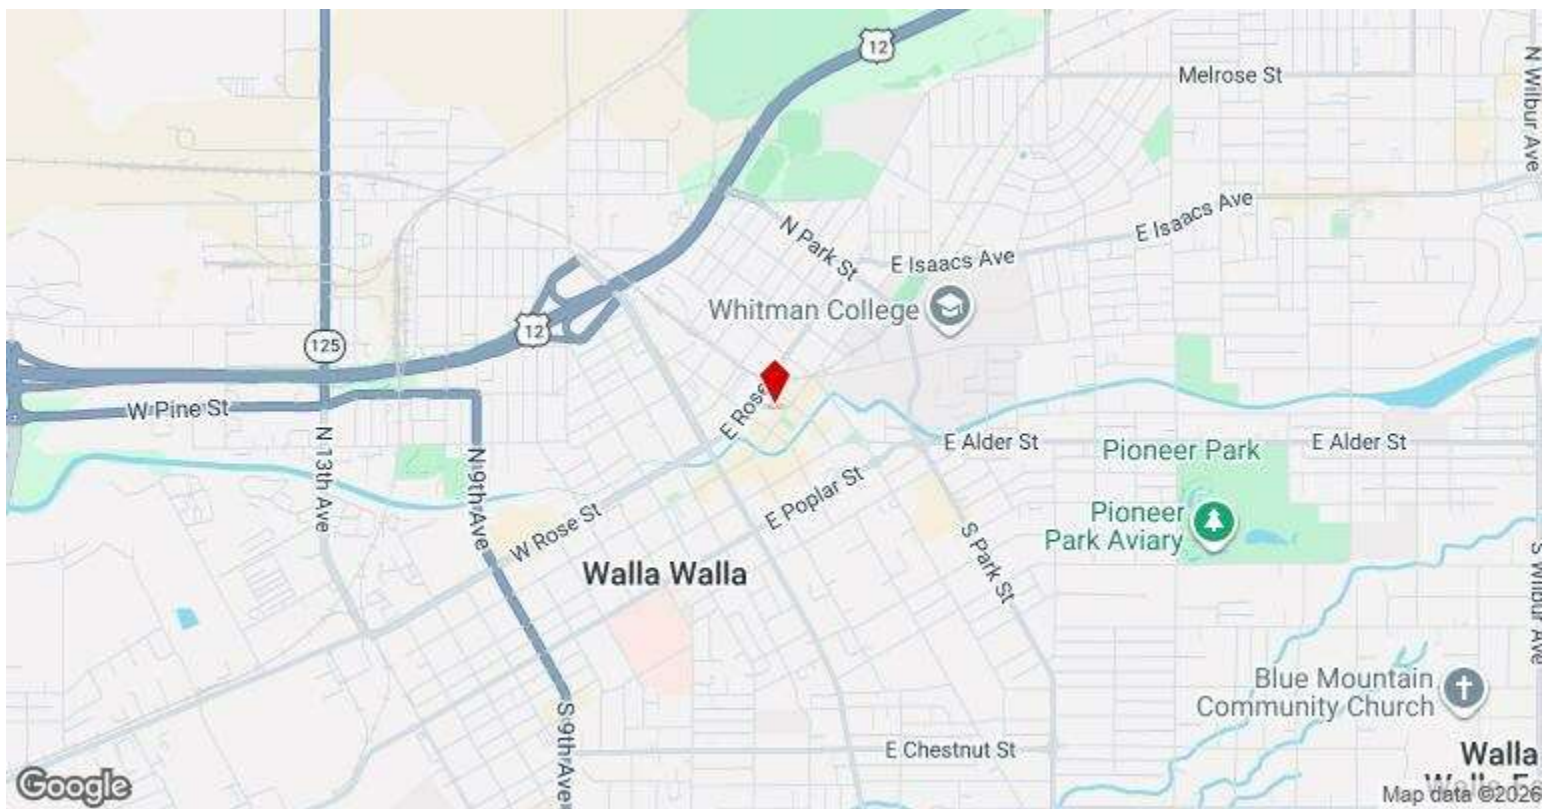 12
Melrose St
N Wilbur Ave
N Park St
E Isaacs Ave
E Isaacs Ave
Whitman College
12
125
W Pine St
E Rose
E Alder St
E Alder St
Pioneer Park
N 13th Ave
N 9th Ave
Pioneer
Park Aviary
E Poplar St
W Rose St
S Park St
Walla Walla
S Wilbur Ave
Blue Mountain
Community Church
S 9th Ave
E Chestnut St
Walla
Google
Map data ©2026